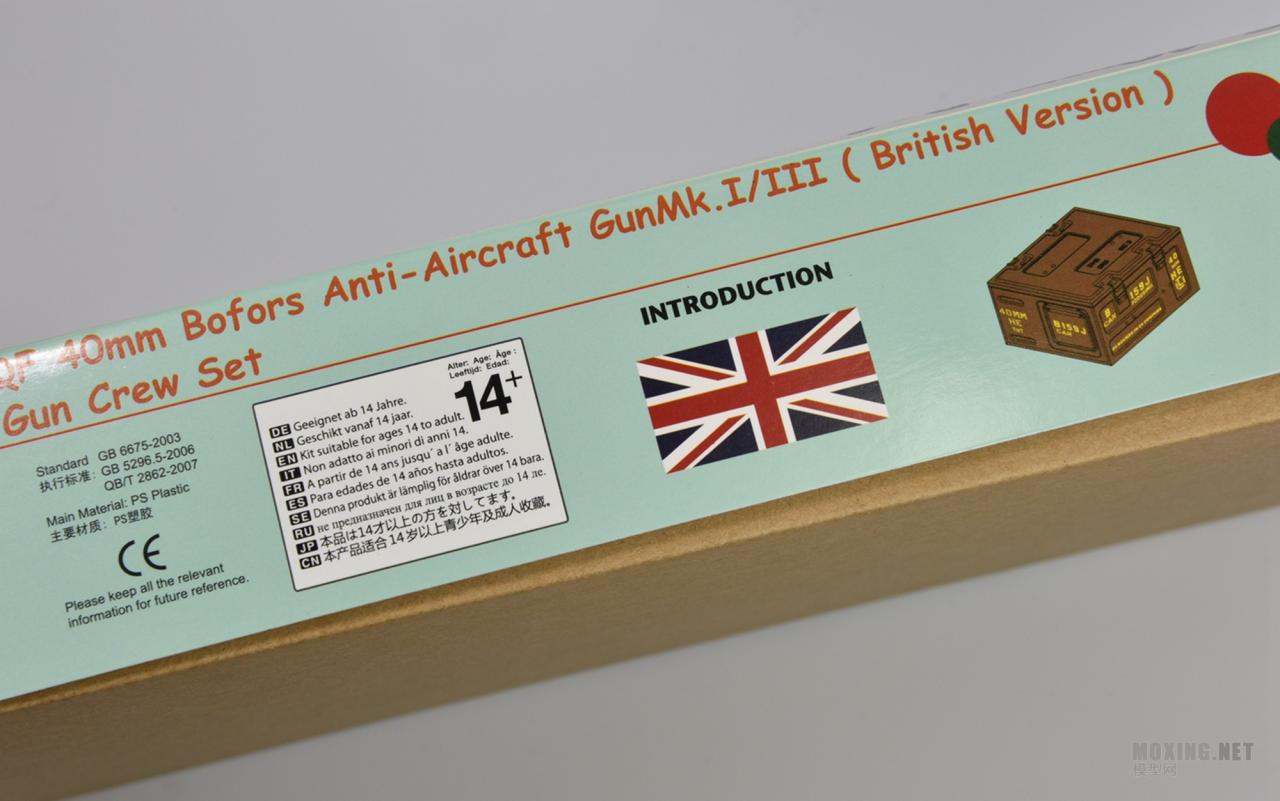 QF 40mm Bofors Anti-Aircraft GunMk.I/III ( British Version )
Gun Crew Set
Standard GB 6675-2003
执行标准: GB 5296.5-2006
QB/T 2862-2007
Main Material: PS Plastic
主要材质: PS塑胶
CE
Please keep all the relevant
information for future reference.
Alter: Age: Âge :
Leeftijd: Edad:
14+
DE Geeignet ab 14 Jahre.
NL Geschikt vanaf 14 jaar.
EN Kit suitable for ages 14 to adult.
IT Non adatto ai minori di anni 14.
FR A partir de 14 ans jusqu' a l' âge adulte.
ES Para edades de 14 años hasta adultos.
SE Denna produkt är lämplig för åldrar över 14 bara.
RU не предназначен для лиц в возрасте до 14 ле.
JP 本品は14才以上の方を対してます。
CN 本产品适合 14 岁以上青少年及成人收藏。
INTRODUCTION
40MM
HE
TNT
B159J
CAN
B
CAN
159J
40
HE
MOXING.NET
模型网